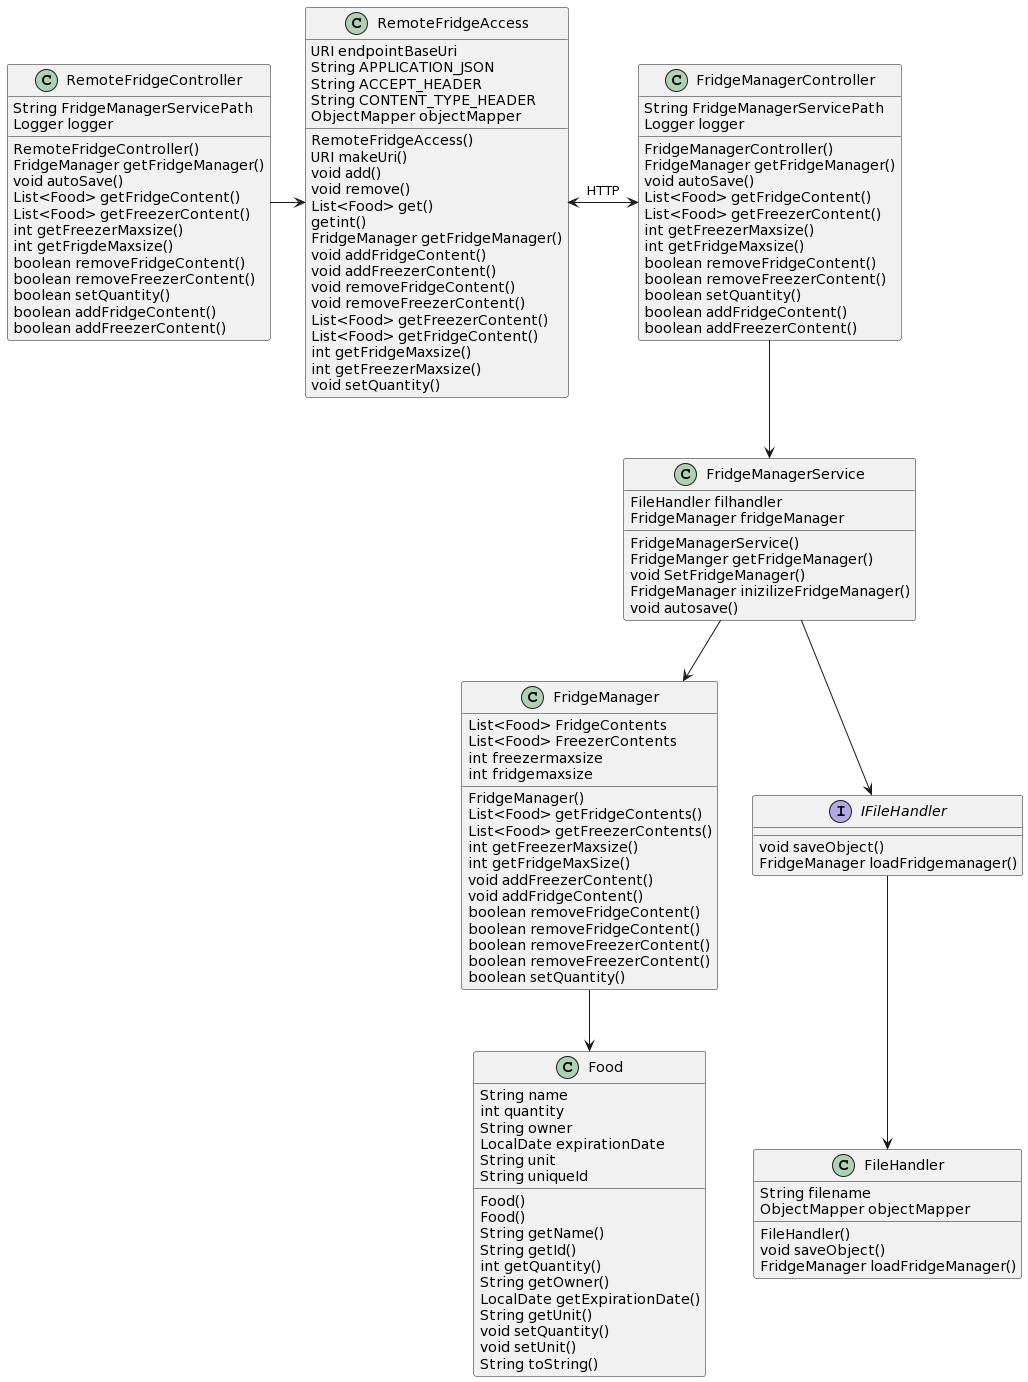 C RemoteFridgeController
String FridgeManagerServicePath
Logger logger
RemoteFridgeController()
FridgeManager getFridgeManager()
void autoSave()
List<Food> getFridgeContent()
List<Food> getFreezerContent()
int getFreezerMaxsize()
int getFrigdeMaxsize()
boolean removeFridgeContent()
boolean removeFreezerContent()
boolean setQuantity()
boolean addFridgeContent()
boolean addFreezerContent()
C RemoteFridgeAccess
URI endpointBaseUri
String APPLICATION_JSON
String ACCEPT_HEADER
String CONTENT_TYPE_HEADER
ObjectMapper objectMapper
RemoteFridgeAccess()
URI makeUri()
void add()
void remove()
List<Food> get()
getint()
FridgeManager getFridgeManager()
void addFridgeContent()
void addFreezerContent()
void removeFridgeContent()
void removeFreezerContent()
List<Food> getFreezerContent()
List<Food> getFridgeContent()
int getFridgeMaxsize()
int getFreezerMaxsize()
void setQuantity()
HTTP
C FridgeManagerController
String FridgeManagerServicePath
Logger logger
FridgeManagerController()
FridgeManager getFridgeManager()
void autoSave()
List<Food> getFridgeContent()
List<Food> getFreezerContent()
int getFreezerMaxsize()
int getFridgeMaxsize()
boolean removeFridgeContent()
boolean removeFreezerContent()
boolean setQuantity()
boolean addFridgeContent()
boolean addFreezerContent()
C FridgeManagerService
FileHandler filhandler
FridgeManager fridgeManager
FridgeManagerService()
FridgeManger getFridgeManager()
void SetFridgeManager()
FridgeManager inizilizeFridgeManager()
void autosave()
C FridgeManager
List<Food> FridgeContents
List<Food> FreezerContents
int freezermaxsize
int fridgemaxsize
FridgeManager()
List<Food> getFridgeContents()
List<Food> getFreezerContents()
int getFreezerMaxsize()
int getFridgeMaxSize()
void addFreezerContent()
void addFridgeContent()
boolean removeFridgeContent()
boolean removeFridgeContent()
boolean removeFreezerContent()
boolean removeFreezerContent()
boolean setQuantity()
I IFileHandler
void saveObject()
FridgeManager loadFridgemanager()
C Food
String name
int quantity
String owner
LocalDate expirationDate
String unit
String uniqueId
Food()
Food()
String getName()
String getId()
int getQuantity()
String getOwner()
LocalDate getExpirationDate()
String getUnit()
void setQuantity()
void setUnit()
String toString()
C FileHandler
String filename
ObjectMapper objectMapper
FileHandler()
void saveObject()
FridgeManager loadFridgeManager()